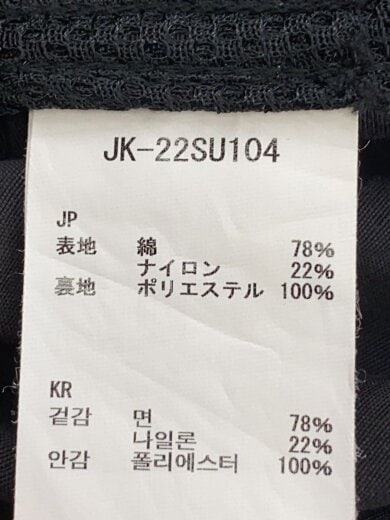 JK-22SU104
JP
表地 綿 78%
ナイロン 22%
裏地 ポリエステル 100%
KR
겉감 면 78%
나일론 22%
안감 폴리에스터 100%